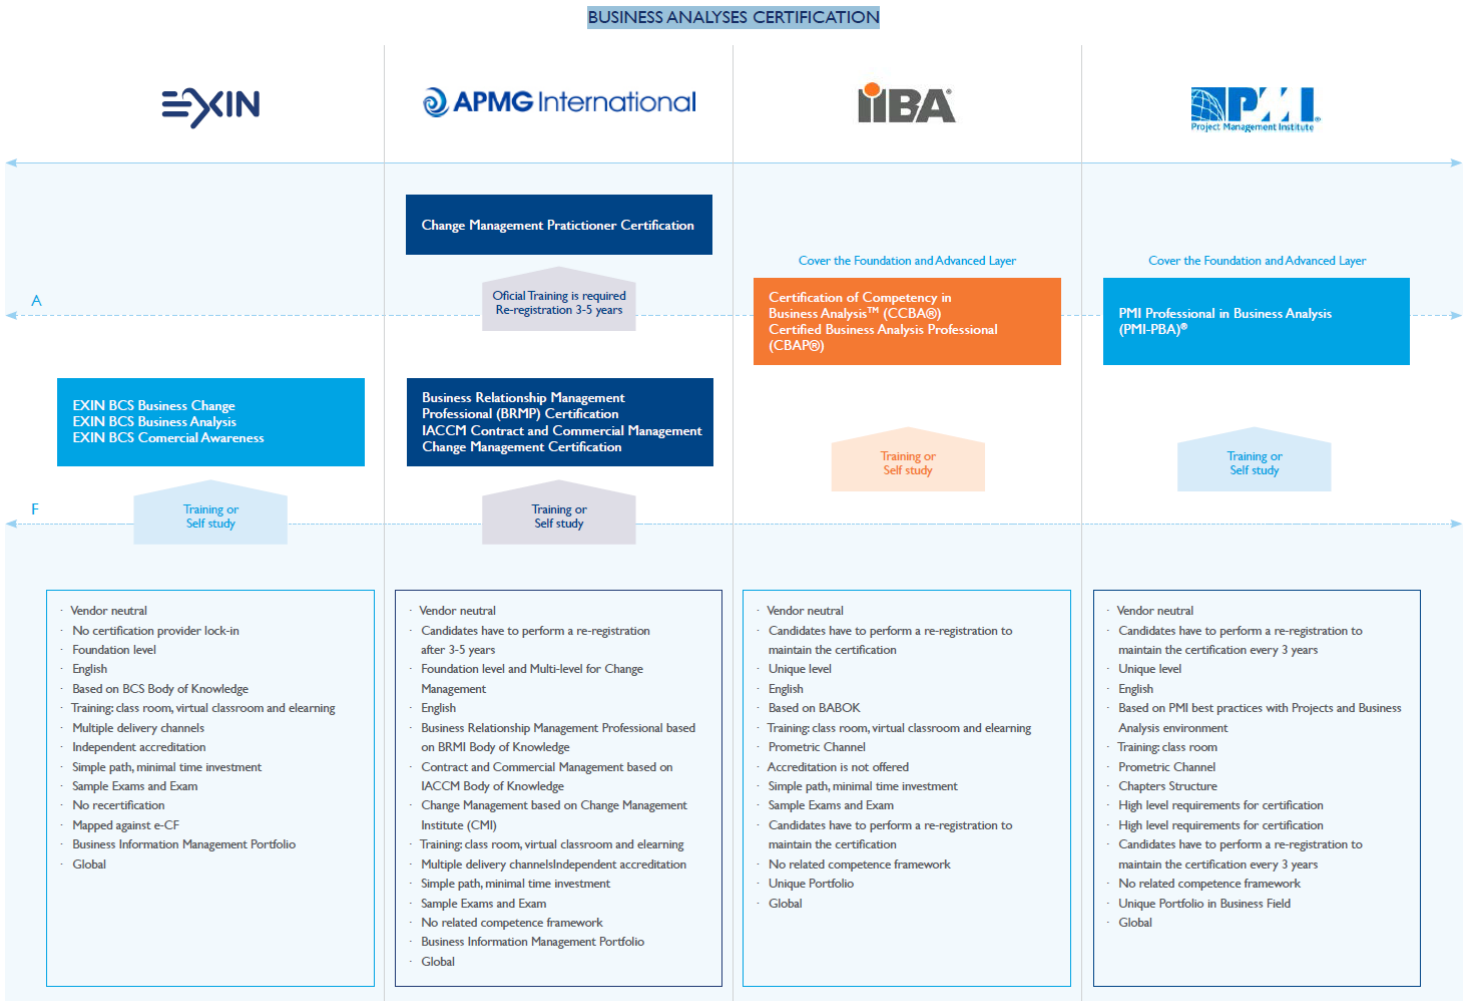 BUSINESS ANALYSES CERTIFICATION
EXIN
APMG International
IIBA®
PMI®
Project Management Institute
Change Management Pratictioner Certification
Oficial Training is required
Re-registration 3-5 years
Cover the Foundation and Advanced Layer
Certification of Competency in
Business Analysis™ (CCBA®)
Certified Business Analysis Professional
(CBAP®)
Cover the Foundation and Advanced Layer
PMI Professional in Business Analysis
(PMI-PBA)®
A
EXIN BCS Business Change
EXIN BCS Business Analysis
EXIN BCS Comercial Awareness
Business Relationship Management
Professional (BRMP) Certification
IACCM Contract and Commercial Management
Change Management Certification
Training or
Self study
Training or
Self study
F
Training or
Self study
Training or
Self study
· Vendor neutral
· No certification provider lock-in
· Foundation level
· English
· Based on BCS Body of Knowledge
· Training: class room, virtual classroom and elearning
· Multiple delivery channels
· Independent accreditation
· Simple path, minimal time investment
· Sample Exams and Exam
· No recertification
· Mapped against e-CF
· Business Information Management Portfolio
· Global
· Vendor neutral
· Candidates have to perform a re-registration
after 3-5 years
· Foundation level and Multi-level for Change
Management
· English
· Business Relationship Management Professional based
on BRMI Body of Knowledge
· Contract and Commercial Management based on
IACCM Body of Knowledge
· Change Management based on Change Management
Institute (CMI)
· Training: class room, virtual classroom and elearning
· Multiple delivery channelsIndependent accreditation
· Simple path, minimal time investment
· Sample Exams and Exam
· No related competence framework
· Business Information Management Portfolio
· Global
· Vendor neutral
· Candidates have to perform a re-registration to
maintain the certification
· Unique level
· English
· Based on BABOK
· Training: class room, virtual classroom and elearning
· Prometric Channel
· Accreditation is not offered
· Simple path, minimal time investment
· Sample Exams and Exam
· Candidates have to perform a re-registration to
maintain the certification
· No related competence framework
· Unique Portfolio
· Global
· Vendor neutral
· Candidates have to perform a re-registration to
maintain the certification every 3 years
· Unique level
· English
· Based on PMI best practices with Projects and Business
Analysis environment
· Training: class room
· Prometric Channel
· Chapters Structure
· High level requirements for certification
· High level requirements for certification
· Candidates have to perform a re-registration to
maintain the certification every 3 years
· No related competence framework
· Unique Portfolio in Business Field
· Global